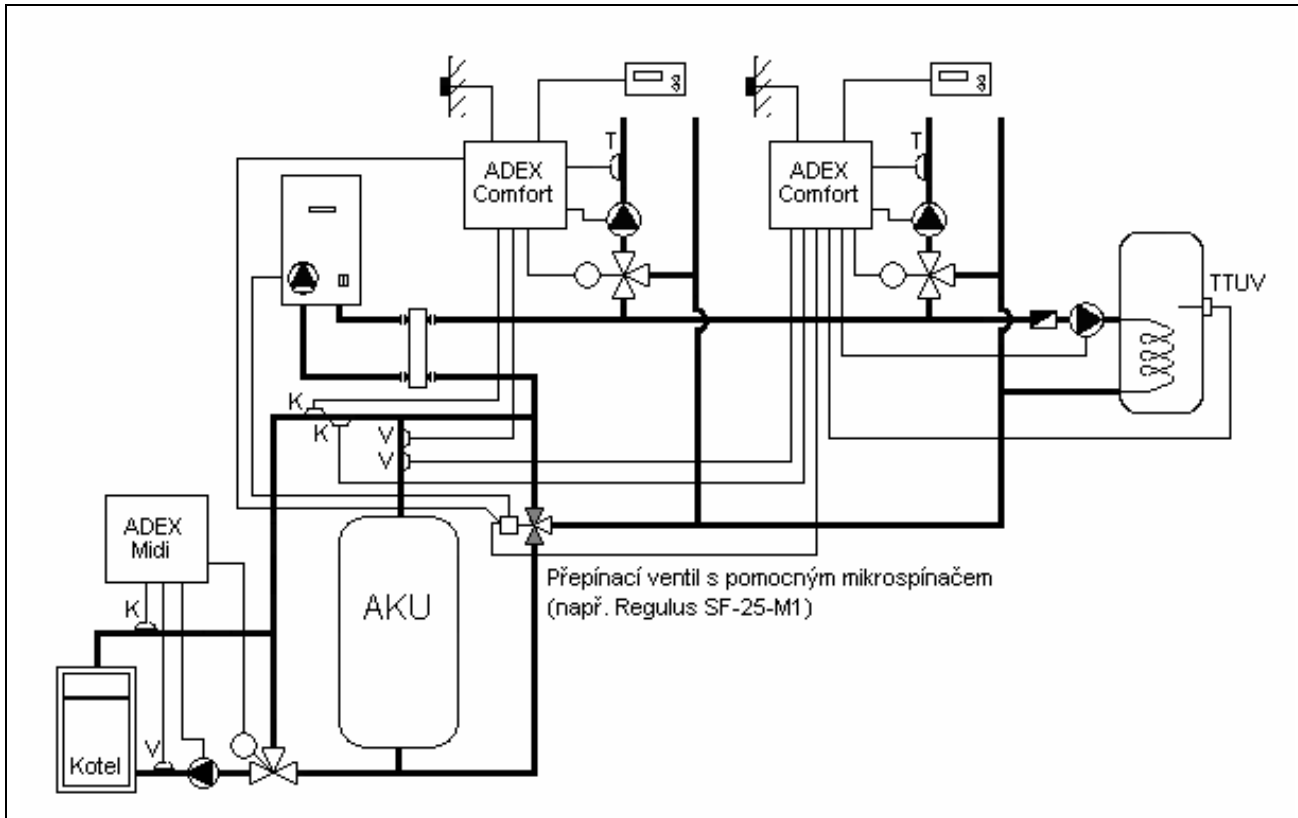 T
T
ADEX
Comfort
ADEX
Comfort
TTUV
K
K
V
V
ADEX
Midi
Přepínací ventil s pomocným mikrospínačem
(např. Regulus SF-25-M1)
K
AKU
V
Kotel